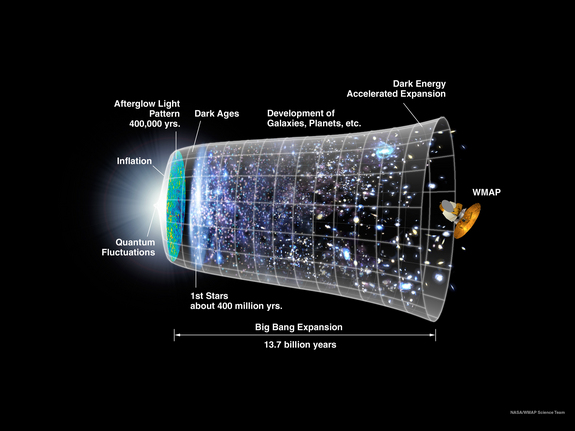 Dark Energy
Accelerated Expansion
Afterglow Light
Pattern
400,000 yrs.
Dark Ages
Development of
Galaxies, Planets, etc.
Inflation
WMAP
Quantum
Fluctuations
1st Stars
about 400 million yrs.
Big Bang Expansion
13.7 billion years
NASA/WMAP Science Team